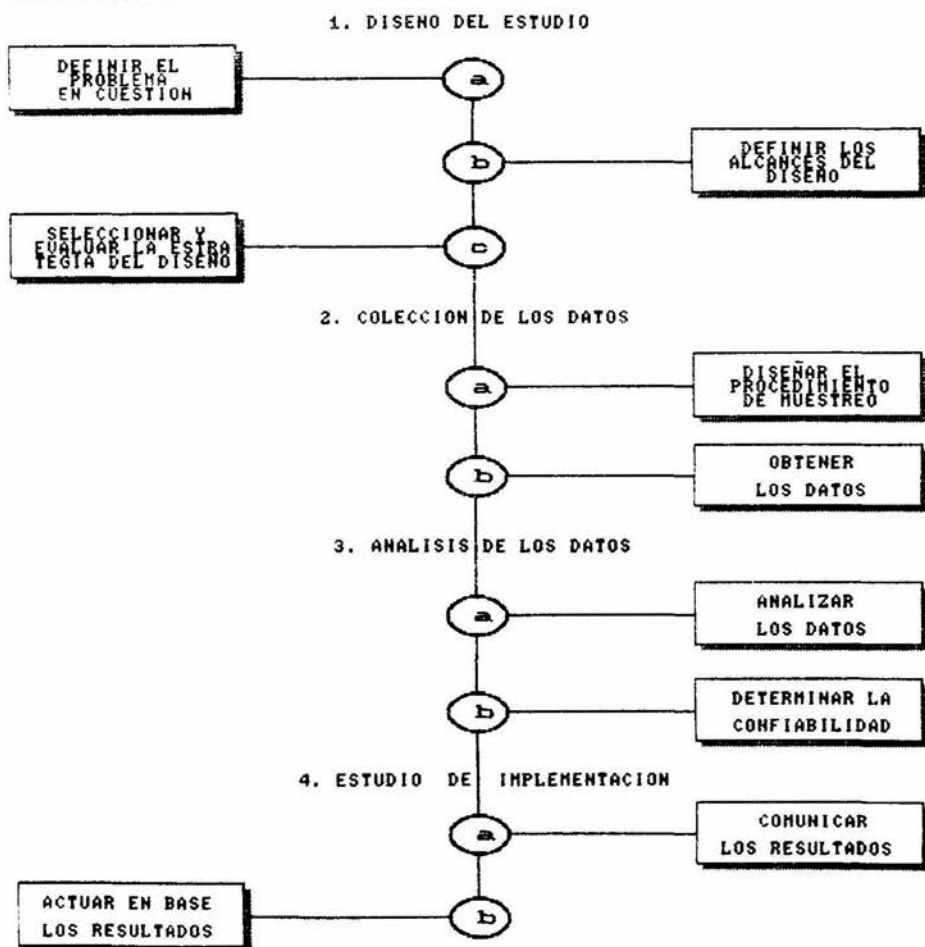 1. DISENO DEL ESTUDIO
DEFINIR EL
PROBLEMA
EN CUESTION
a
b
DEFINIR LOS
ALCANCES DEL
DISENO
SELECCIONAR Y
EVALUAR LA ESTRA
TEGIA DEL DISENO
c
2. COLECCION DE LOS DATOS
a
DISEÑAR EL
PROCEDIMIENTO
DE MUESTREO
b
OBTENER
LOS DATOS
3. ANALISIS DE LOS DATOS
a
ANALIZAR
LOS DATOS
b
DETERMINAR LA
CONFIABILIDAD
4. ESTUDIO DE IMPLEMENTACION
a
COMUNICAR
LOS RESULTADOS
ACTUAR EN BASE
LOS RESULTADOS
b